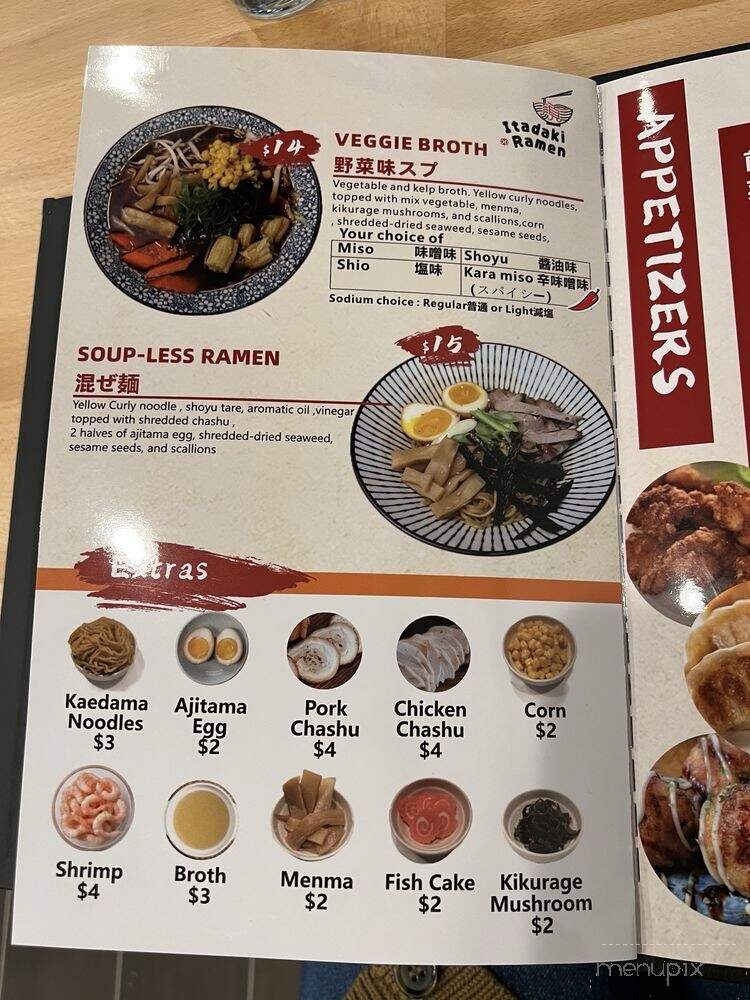 Itadaki
Ramen
$14
VEGGIE BROTH
野菜味スプ
Vegetable and kelp broth. Yellow curly noodles,
topped with mix vegetable, menma,
kikurage mushrooms, and scallions,corn
, shredded-dried seaweed, sesame seeds,
Your choice of
Miso 味噌味 Shoyu 醬油味
Shio 塩味 Kara miso 辛味噌味
(スパイシー)
Sodium choice : Regular普通 or Light減塩
$15
SOUP-LESS RAMEN
混ぜ麺
Yellow Curly noodle , shoyu tare, aromatic oil ,vinegar
topped with shredded chashu ,
2 halves of ajitama egg, shredded-dried seaweed,
sesame seeds, and scallions
Extras
Kaedama
Noodles
$3
Ajitama
Egg
$2
Pork
Chashu
$4
Chicken
Chashu
$4
Corn
$2
Shrimp
$4
Broth
$3
Menma
$2
Fish Cake
$2
Kikurage
Mushroom
$2
APPETIZERS
menupix